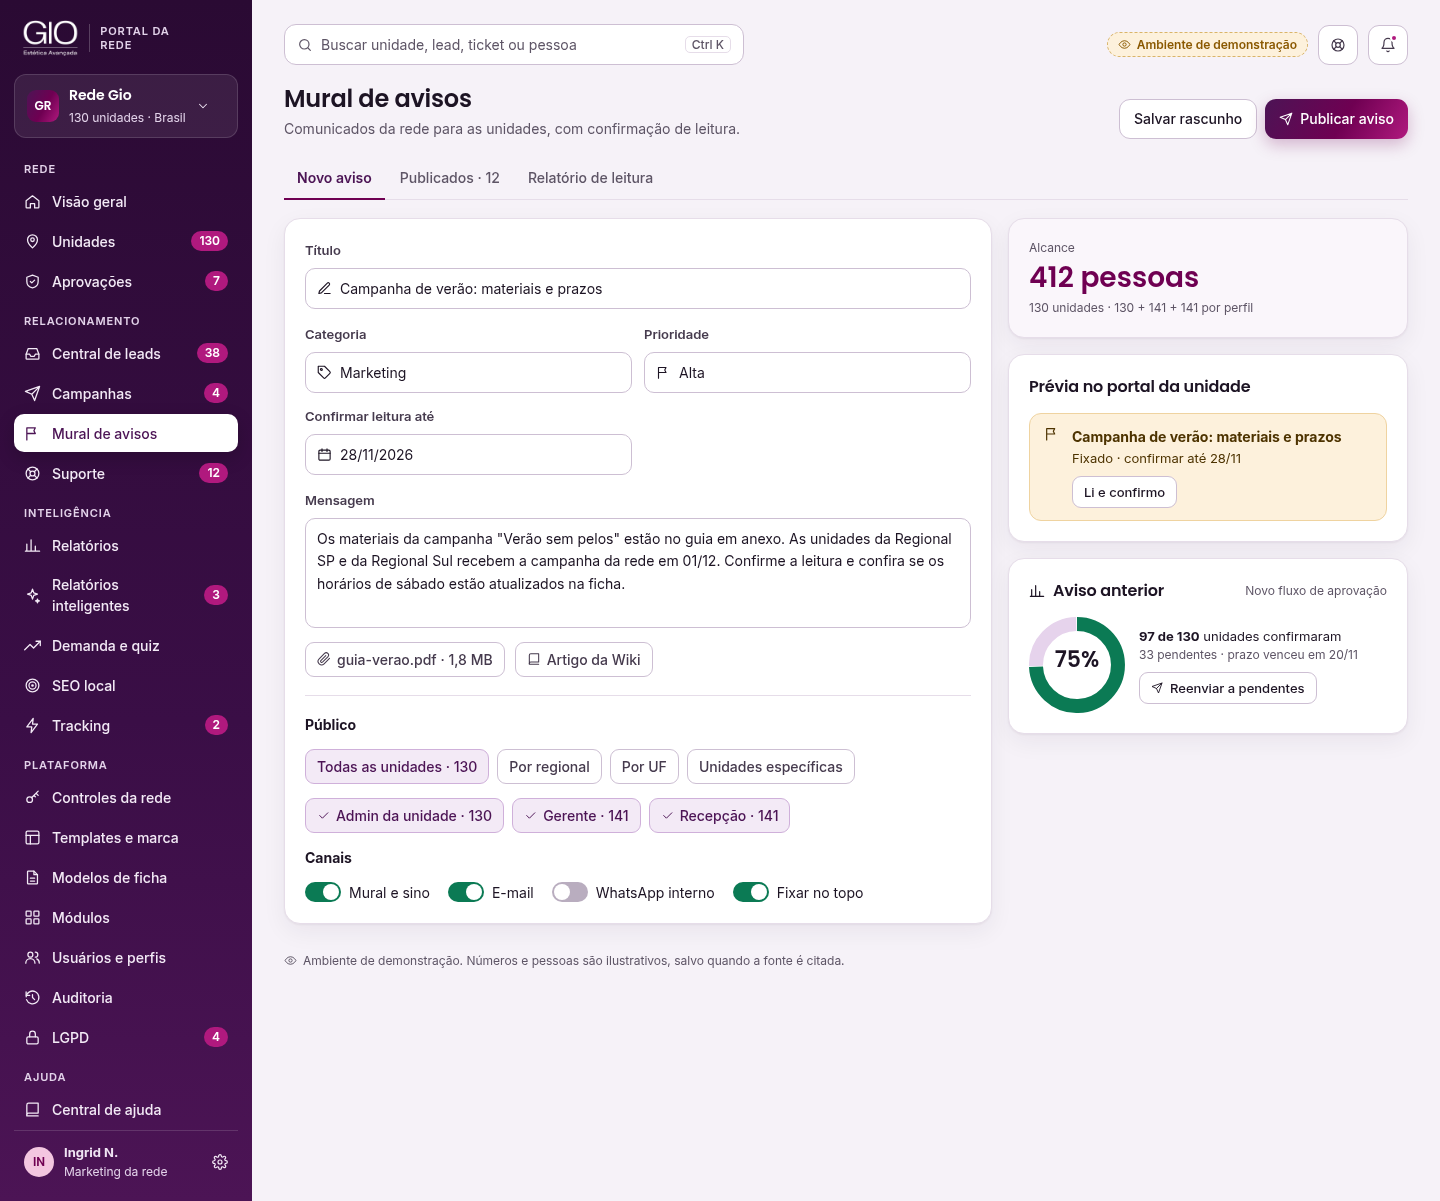 GIO
Estética Avançada
PORTAL DA
REDE
GR
Rede Gio
130 unidades · Brasil
REDE
Visão geral
Unidades 130
Aprovações 7
RELACIONAMENTO
Central de leads 38
Campanhas 4
Mural de avisos
Suporte 12
INTELIGÊNCIA
Relatórios
Relatórios
inteligentes 3
Demanda e quiz
SEO local
Tracking 2
PLATAFORMA
Controles da rede
Templates e marca
Modelos de ficha
Módulos
Usuários e perfis
Auditoria
LGPD 4
AJUDA
Central de ajuda
IN
Ingrid N.
Marketing da rede
Buscar unidade, lead, ticket ou pessoa Ctrl K
Ambiente de demonstração
Mural de avisos
Comunicados da rede para as unidades, com confirmação de leitura.
Salvar rascunho
Publicar aviso
Novo aviso
Publicados · 12
Relatório de leitura
Título
Campanha de verão: materiais e prazos
Categoria
Prioridade
Marketing
Alta
Confirmar leitura até
28/11/2026
Mensagem
Os materiais da campanha "Verão sem pelos" estão no guia em anexo. As unidades da Regional
SP e da Regional Sul recebem a campanha da rede em 01/12. Confirme a leitura e confira se os
horários de sábado estão atualizados na ficha.
guia-verao.pdf · 1,8 MB
Artigo da Wiki
Público
Todas as unidades · 130
Por regional
Por UF
Unidades específicas
Admin da unidade · 130
Gerente · 141
Recepção · 141
Canais
Mural e sino
E-mail
WhatsApp interno
Fixar no topo
Alcance
412 pessoas
130 unidades · 130 + 141 + 141 por perfil
Prévia no portal da unidade
Campanha de verão: materiais e prazos
Fixado · confirmar até 28/11
Li e confirmo
Aviso anterior
Novo fluxo de aprovação
75%
97 de 130 unidades confirmaram
33 pendentes · prazo venceu em 20/11
Reenviar a pendentes
Ambiente de demonstração. Números e pessoas são ilustrativos, salvo quando a fonte é citada.